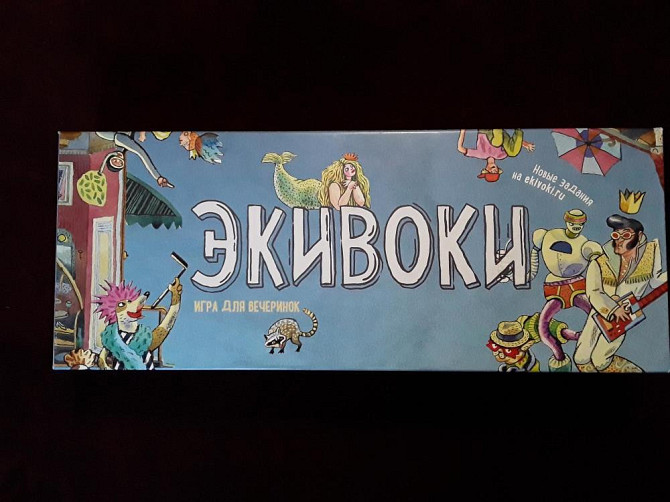 Новые задания
на ekivoki.ru
ЭКИВОКИ
ИГРА ДЛЯ ВЕЧЕРИНОК